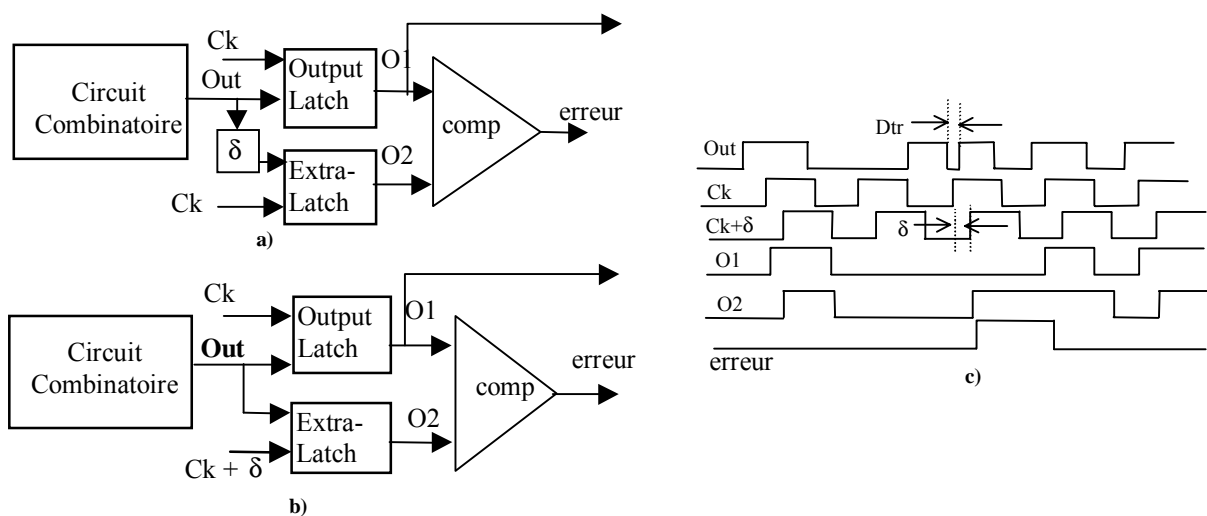 Ck
O1
Out
Output
Latch
Circuit
Combinatoire
erreur
comp
δ
O2
Extra-
Latch
Ck
a)
Ck
O1
Output
Latch
Out
Circuit
Combinatoire
erreur
comp
Extra-
Latch
O2
Ck + δ
b)
Dtr
Out
Ck
Ck+δ
δ
O1
O2
erreur
c)